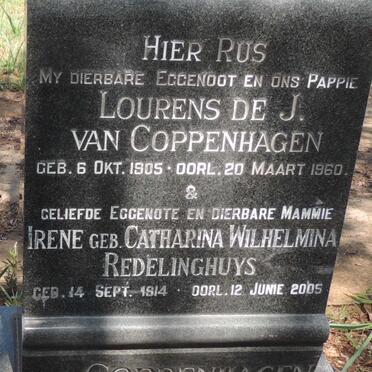 HIER RUS
MY DIERBARE EGGENOOT EN ONS PAPPIE
LOURENS DE J.
VAN COPPENHAGEN
GEB. 6 OKT. 1905 · OORL. 20 MAART 1960.
&
GELIEFDE EGGENOTE EN DIERBARE MAMMIE
IRENE GEB. CATHARINA WILHELMINA
REDELINGHUYS
GEB. 14 SEPT. 1914 · OORL. 12 JUNIE 2005
COPPENHAGEN